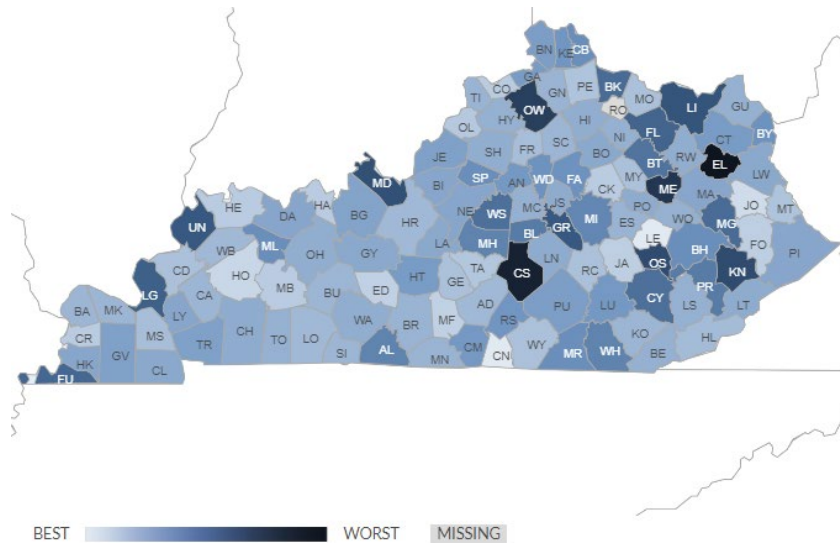 BN KE CB
GA
TI CO OW GN PE BK RO MO LI GU
OL HY HI FL CT BY
JE SH FR SC NI BT RW EL
BO
MD BI SP AN WD FA CK MY ME MA LW
HE HA DA BG HR NE WS MC JS MI PO WO MG JO MT
UN WB ML OH GY LA MH BL GR ES LE BH FO PI
CD HO HT CS LN RC JA OS KN
LG MB ED GE TA CY PR
BA MK LY CA BU MF AD RS PU LU LS LT
CR MS CH TO LO WA BR KO HL
HK GV TR SI AL MN CM CN WY MR WH BE
FU CL
BEST WORST MISSING